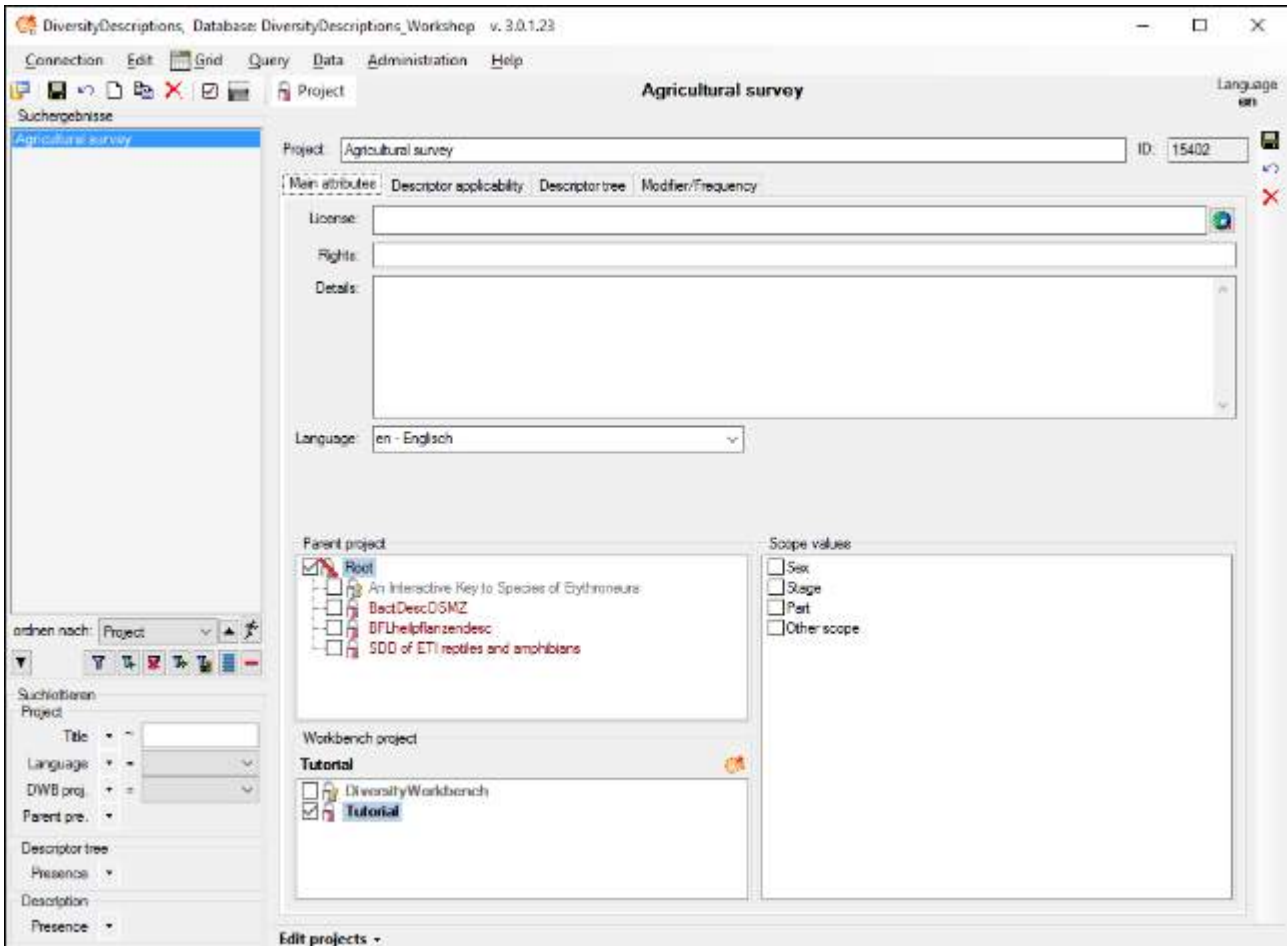 DiversityDescriptions, Database: DiversityDescriptions_Workshop v. 3.0.1.23
Connection Edit Grid Query Data Administration Help
Project
Agricultural survey
Language
en
Suchergebnisse
Agricultural survey
Project: Agricultural survey
ID: 15402
Main attributes Descriptor applicability Descriptor tree Modifier/Frequency
License:
Rights:
Details:
Language: en - Englisch
Parent project
Root
An Interactive Key to Species of Erythroneura
BactDescDSMZ
SDD of ETI reptiles and amphibians
Scope values
Sex
Stage
Part
Other scope
Workbench project
Tutorial
DiversityWorkbench
Tutorial
ordnen nach: Project
Project
Title ~
Language =
DWB proj. =
Parent pre.
Descriptor tree
Presence
Description
Presence
Edit projects